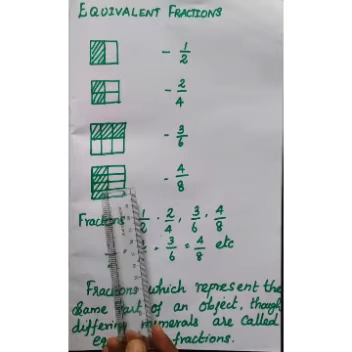 EQUIVALENT FRACTIONS
- 1/2
- 2/4
- 3/6
- 4/8
Fractions 1/2 . 2/4, 3/6 . 4/8
3/6 = 4/8 etc
Fractions which represent the
same part of an object, though
differing numerals are called
fractions.